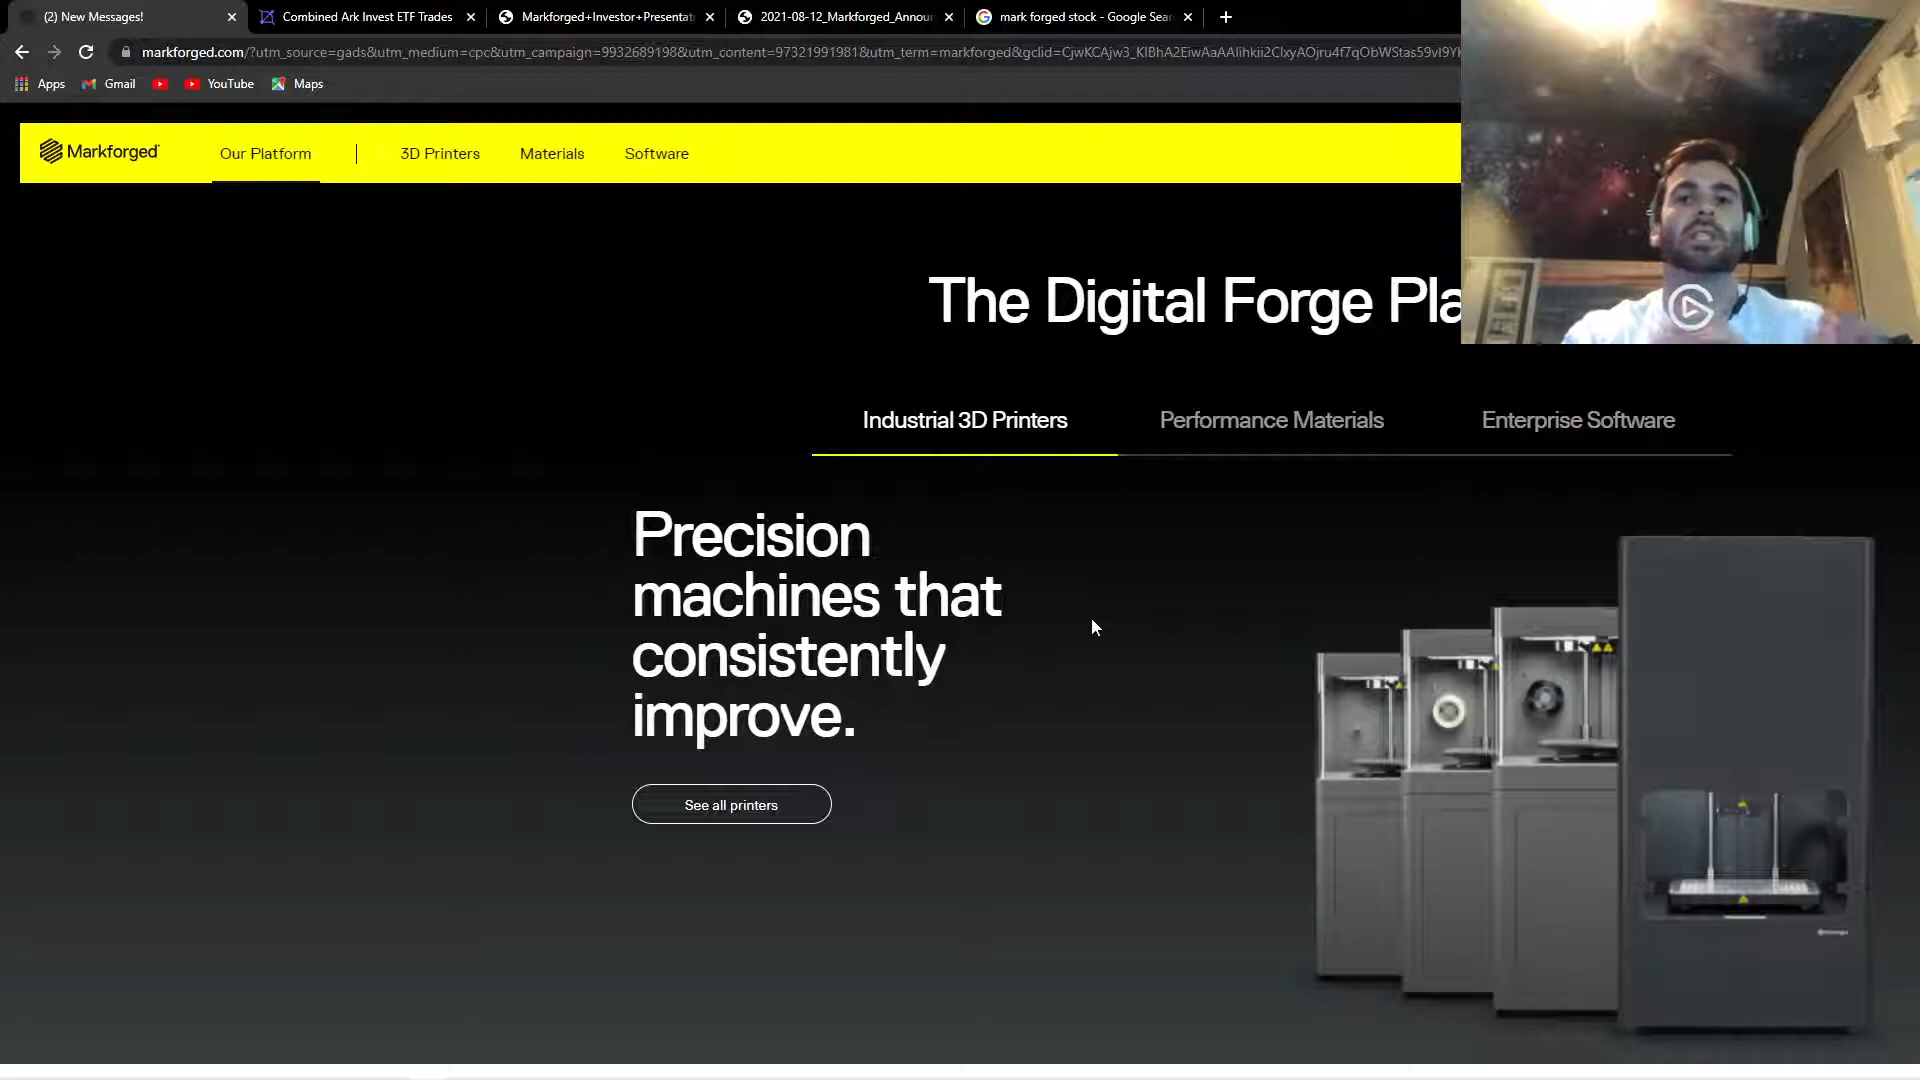 (2) New Messages!
Combined Ark Invest ETF Trades
Markforged+Investor+Presentat
2021-08-12_Markforged_Annou
mark forged stock - Google Sear
markforged.com/?utm_source=gads&utm_medium=cpc&utm_campaign=9932689198&utm_content=97321991981&utm_term=markforged&gclid=
Apps
Gmail
YouTube
Maps
Markforged
Our Platform
3D Printers
Materials
Software
The Digital Forge Pla
Industrial 3D Printers
Performance Materials
Enterprise Software
Precision
machines that
consistently
improve.
See all printers